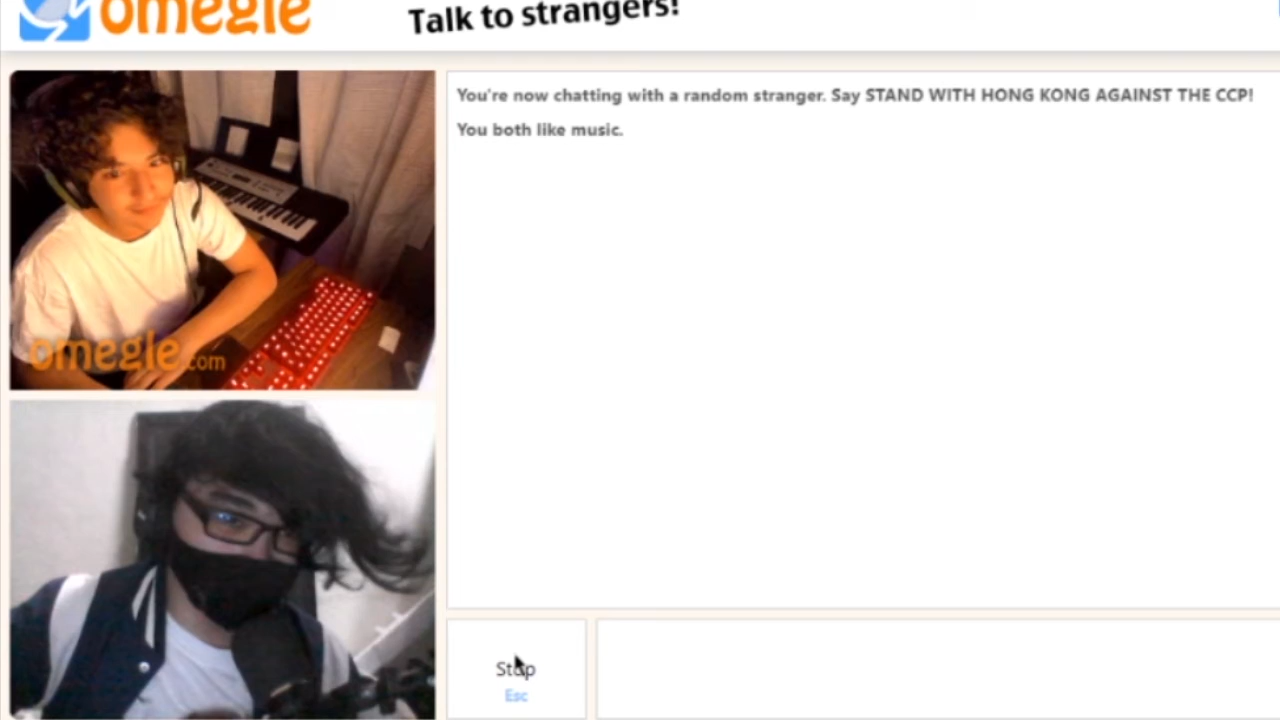 omegle
Talk to strangers!
You're now chatting with a random stranger. Say STAND WITH HONG KONG AGAINST THE CCP!
You both like music.
omegle.com
Stop
Esc